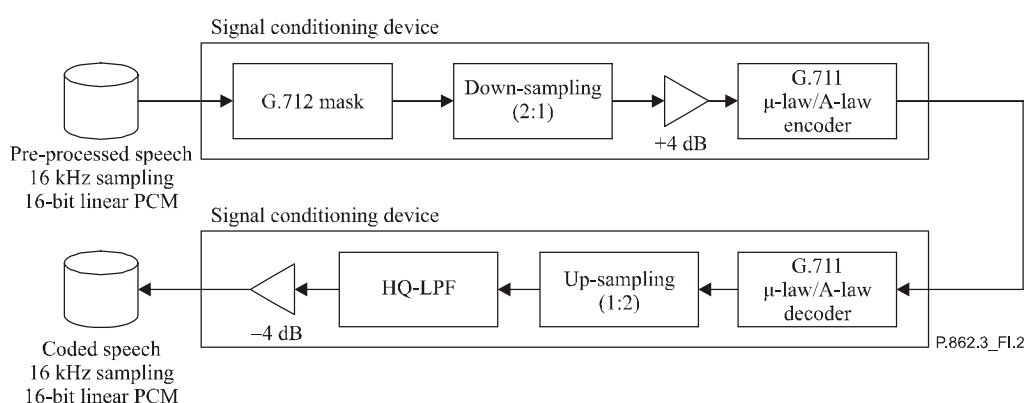 Signal conditioning device
G.712 mask
Down-sampling
(2:1)
+4 dB
G.711
μ-law/A-law
encoder
Pre-processed speech
16 kHz sampling
16-bit linear PCM
Signal conditioning device
G.711
μ-law/A-law
decoder
Up-sampling
(1:2)
HQ-LPF
–4 dB
Coded speech
16 kHz sampling
16-bit linear PCM
P.862.3_FI.2